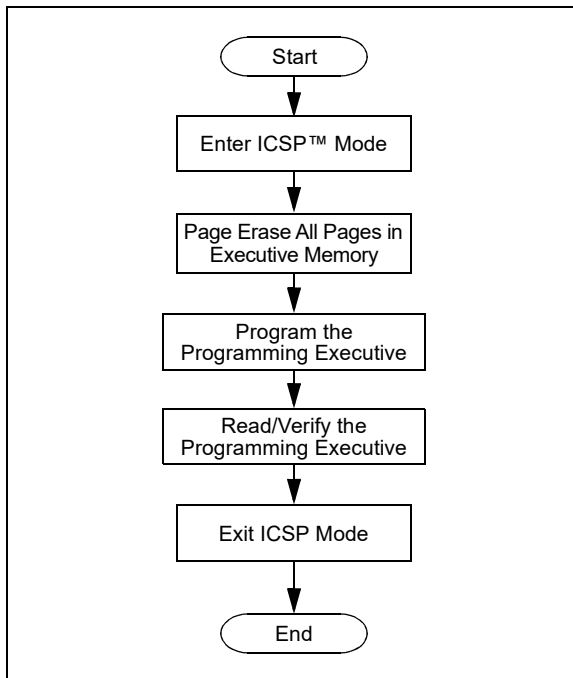 Start
Enter ICSP™ Mode
Page Erase All Pages in
Executive Memory
Program the
Programming Executive
Read/Verify the
Programming Executive
Exit ICSP Mode
End